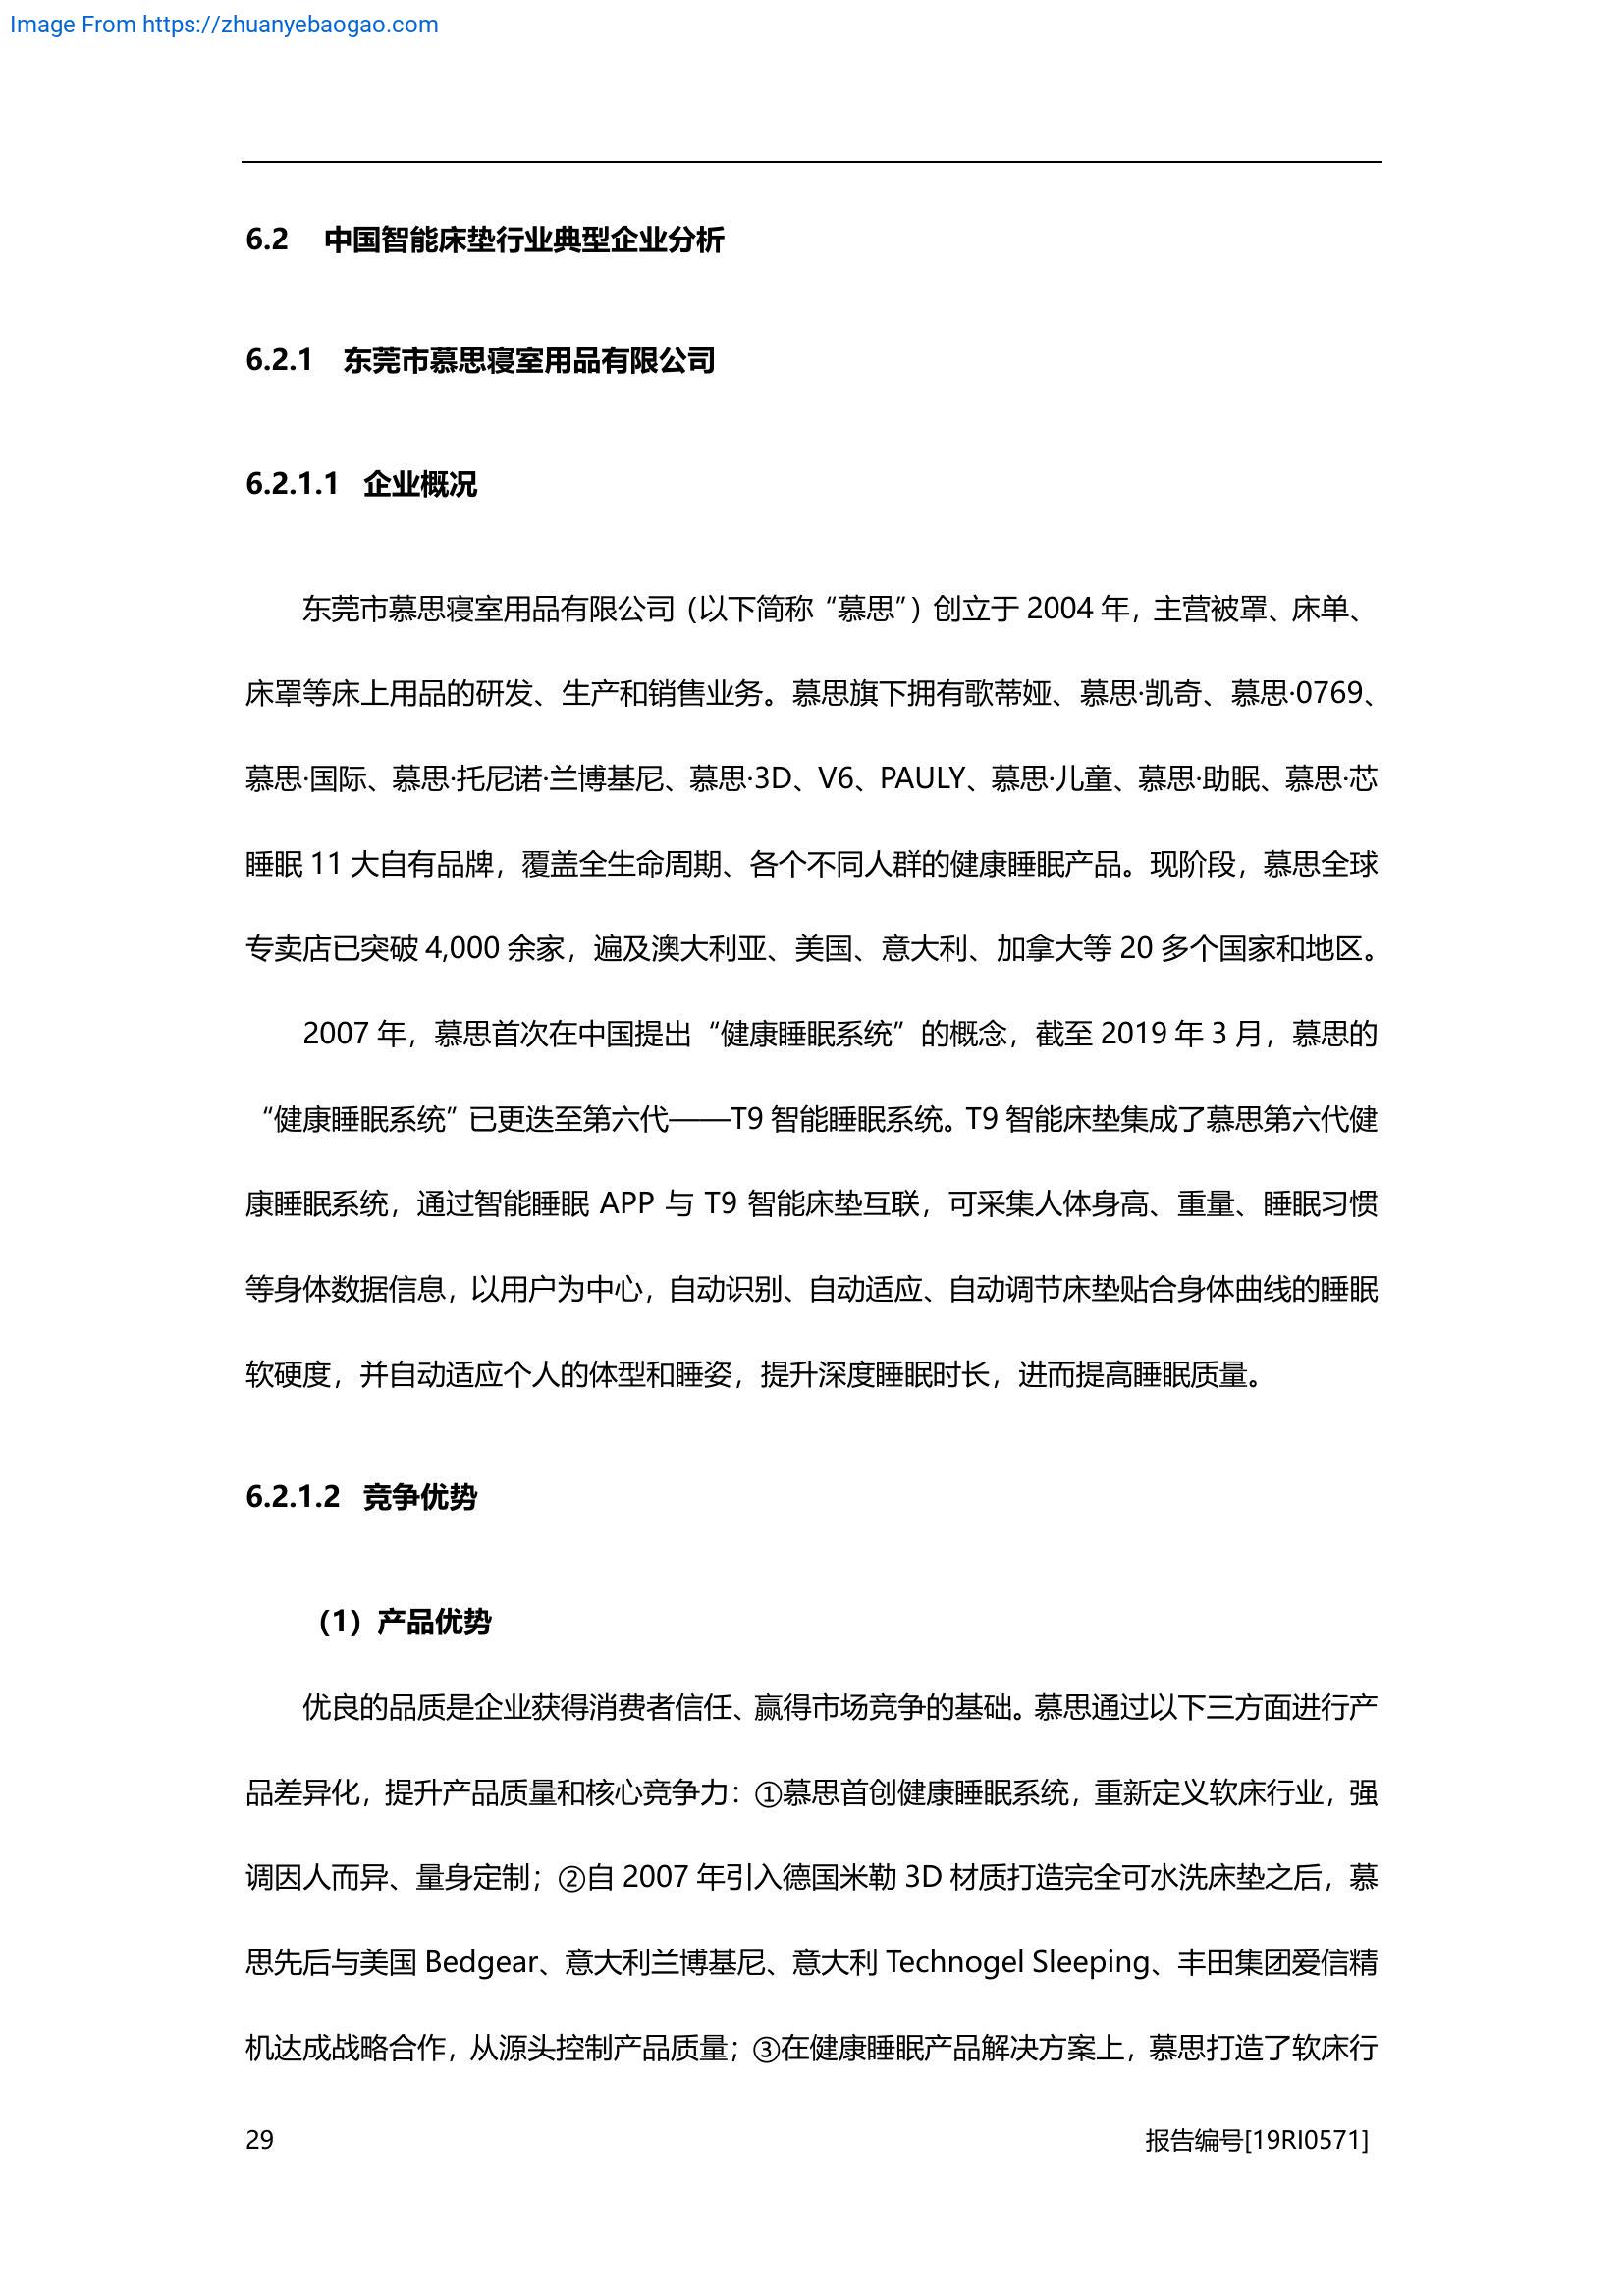 Image From https://zhuanyebaogao.com
6.2 中国智能床垫行业典型企业分析
6.2.1 东莞市慕思寝室用品有限公司
6.2.1.1 企业概况
东莞市慕思寝室用品有限公司（以下简称“慕思”）创立于 2004 年，主营被罩、床单、
床罩等床上用品的研发、生产和销售业务。慕思旗下拥有歌蒂娅、慕思·凯奇、慕思·0769、
慕思·国际、慕思·托尼诺·兰博基尼、慕思·3D、V6、PAULY、慕思·儿童、慕思·助眠、慕思·芯
睡眠 11 大自有品牌，覆盖全生命周期、各个不同人群的健康睡眠产品。现阶段，慕思全球
专卖店已突破 4,000 余家，遍及澳大利亚、美国、意大利、加拿大等 20 多个国家和地区。
2007 年，慕思首次在中国提出“健康睡眠系统”的概念，截至 2019 年 3 月，慕思的
“健康睡眠系统”已更迭至第六代——T9 智能睡眠系统。T9 智能床垫集成了慕思第六代健
康睡眠系统，通过智能睡眠 APP 与 T9 智能床垫互联，可采集人体身高、重量、睡眠习惯
等身体数据信息，以用户为中心，自动识别、自动适应、自动调节床垫贴合身体曲线的睡眠
软硬度，并自动适应个人的体型和睡姿，提升深度睡眠时长，进而提高睡眠质量。
6.2.1.2 竞争优势
（1）产品优势
优良的品质是企业获得消费者信任、赢得市场竞争的基础。慕思通过以下三方面进行产
品差异化，提升产品质量和核心竞争力：①慕思首创健康睡眠系统，重新定义软床行业，强
调因人而异、量身定制；②自 2007 年引入德国米勒 3D 材质打造完全可水洗床垫之后，慕
思先后与美国 Bedgear、意大利兰博基尼、意大利 Technogel Sleeping、丰田集团爱信精
机达成战略合作，从源头控制产品质量；③在健康睡眠产品解决方案上，慕思打造了软床行
29
报告编号[19RI0571]